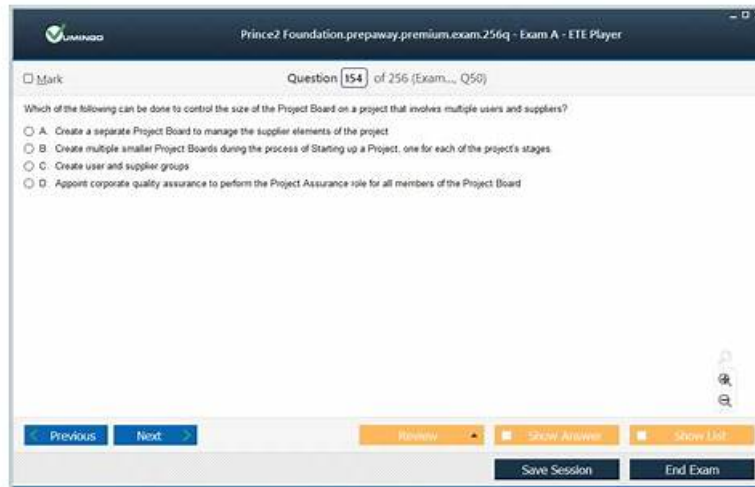 VUMINGO
Prince2 Foundation.prepaway.premium.exam.256q - Exam A - ETE Player
Mark
Question 154 of 256 (Exam..., Q50)
Which of the following can be done to control the size of the Project Board on a project that involves multiple users and suppliers?
A. Create a separate Project Board to manage the supplier elements of the project
B. Create multiple smaller Project Boards during the process of Starting up a Project, one for each of the project's stages
C. Create user and supplier groups
D. Appoint corporate quality assurance to perform the Project Assurance role for all members of the Project Board
Previous Next Review Show Answer Show List
Save Session End Exam